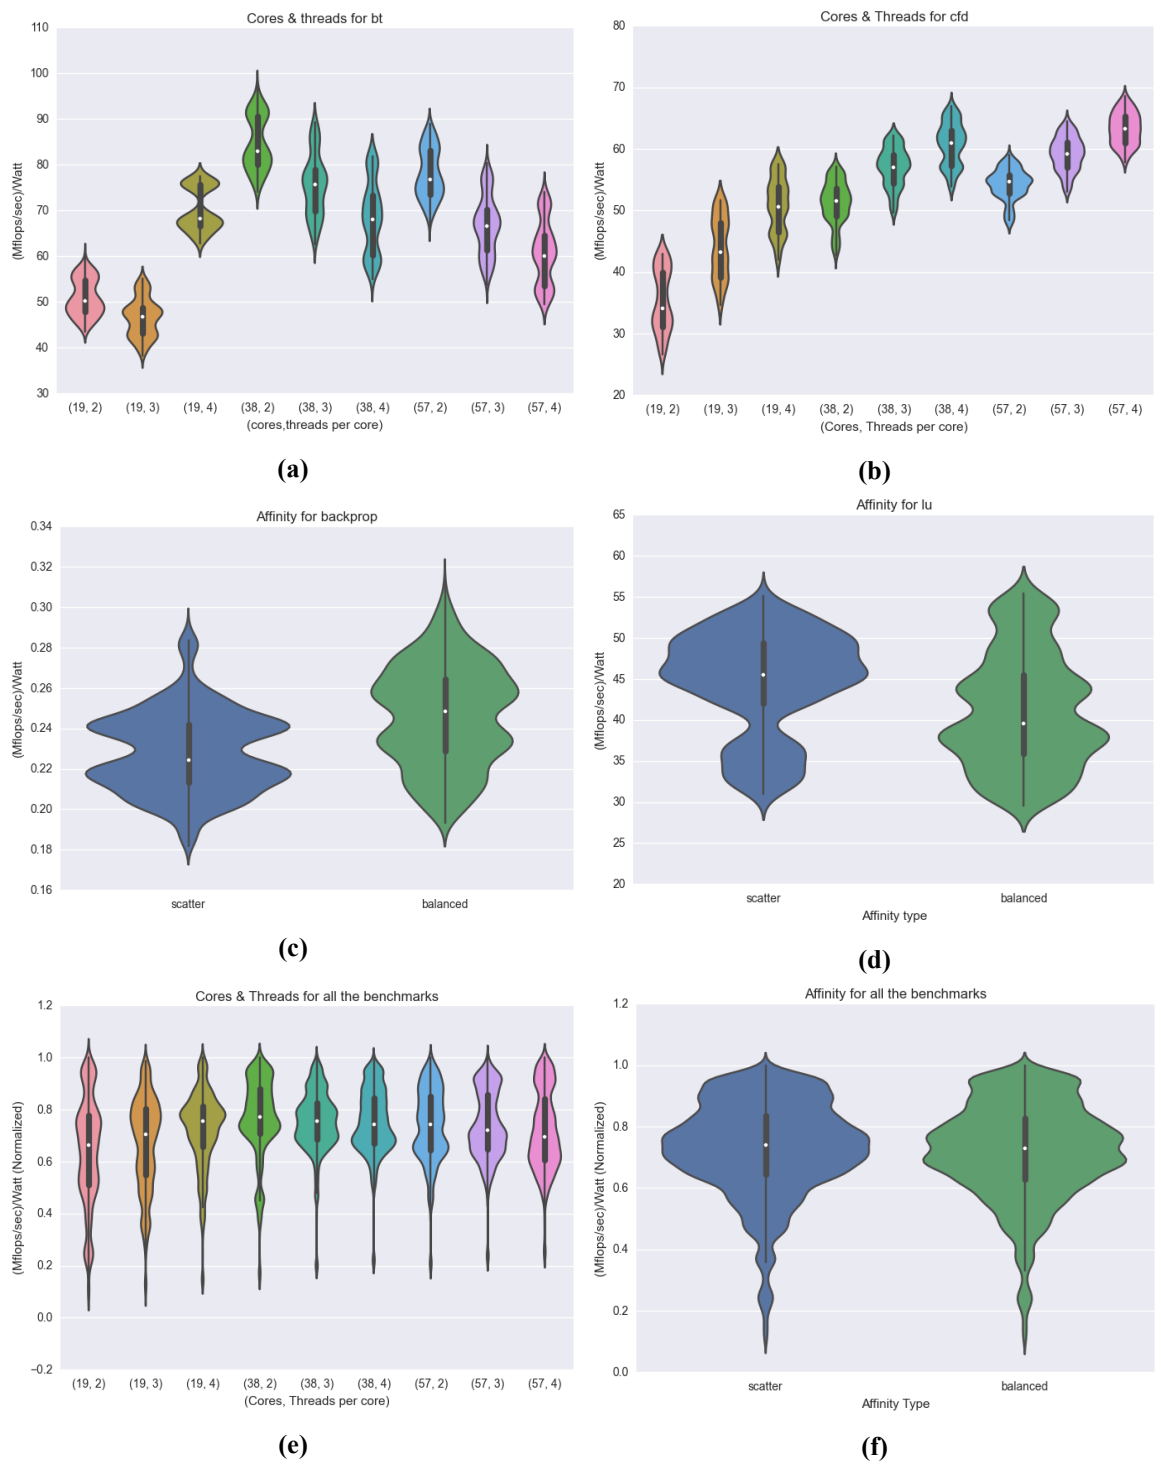 Cores & threads for bt
110
100
90
80
70
60
50
40
30
(Mflops/sec)/Watt
(19, 2) (19, 3) (19, 4) (38, 2) (38, 3) (38, 4) (57, 2) (57, 3) (57, 4)
(cores,threads per core)
(a)
Cores & Threads for cfd
80
70
60
50
40
30
20
(Mflops/sec)/Watt
(19, 2) (19, 3) (19, 4) (38, 2) (38, 3) (38, 4) (57, 2) (57, 3) (57, 4)
(Cores, Threads per core)
(b)
Affinity for backprop
0.34
0.32
0.30
0.28
0.26
0.24
0.22
0.20
0.18
0.16
(Mflops/sec)/Watt
scatter balanced
(c)
Affinity for lu
65
60
55
50
45
40
35
30
25
20
(Mflops/sec)/Watt
scatter balanced
Affinity type
(d)
Cores & Threads for all the benchmarks
1.2
1.0
0.8
0.6
0.4
0.2
0.0
−0.2
(Mflops/sec)/Watt (Normalized)
(19, 2) (19, 3) (19, 4) (38, 2) (38, 3) (38, 4) (57, 2) (57, 3) (57, 4)
(Cores, Threads per core)
(e)
Affinity for all the benchmarks
1.2
1.0
0.8
0.6
0.4
0.2
0.0
(Mflops/sec)/Watt (Normalized)
scatter balanced
Affinity Type
(f)